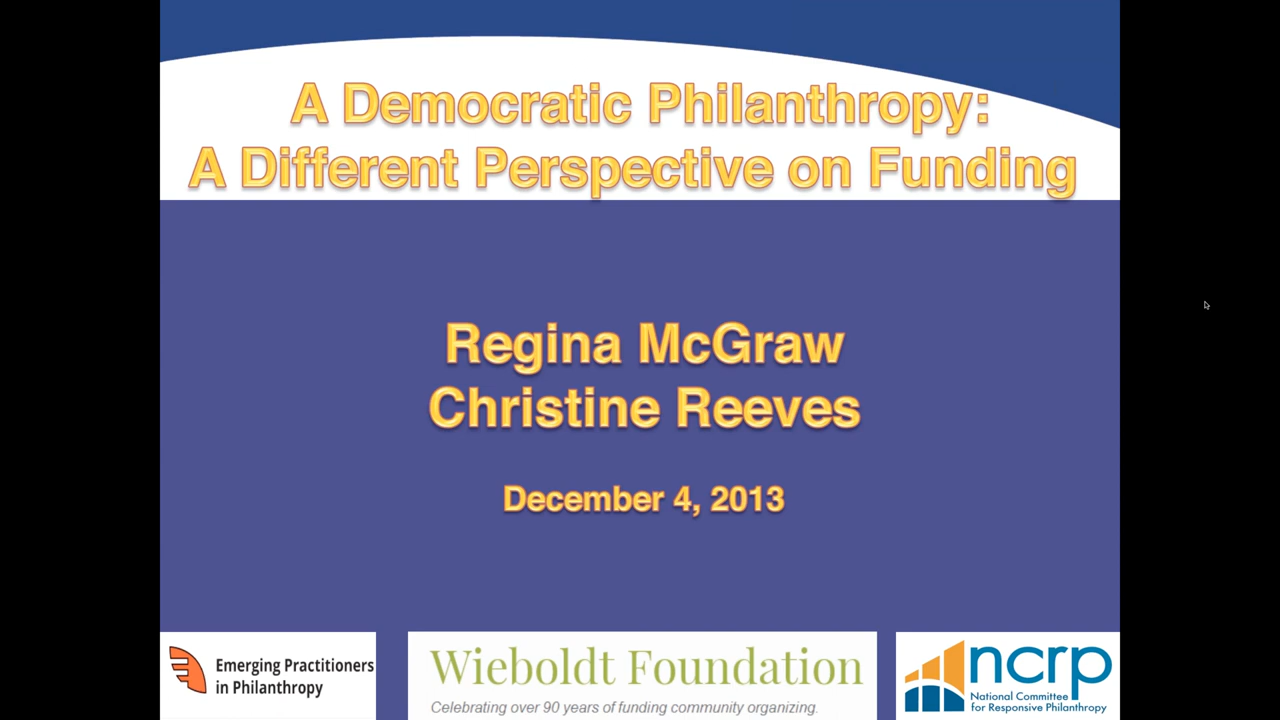 A Democratic Philanthropy:
A Different Perspective on Funding
Regina McGraw
Christine Reeves
December 4, 2013
Emerging Practitioners
in Philanthropy
Wieboldt Foundation
Celebrating over 90 years of funding community organizing.
ncrp
National Committee
for Responsive Philanthropy